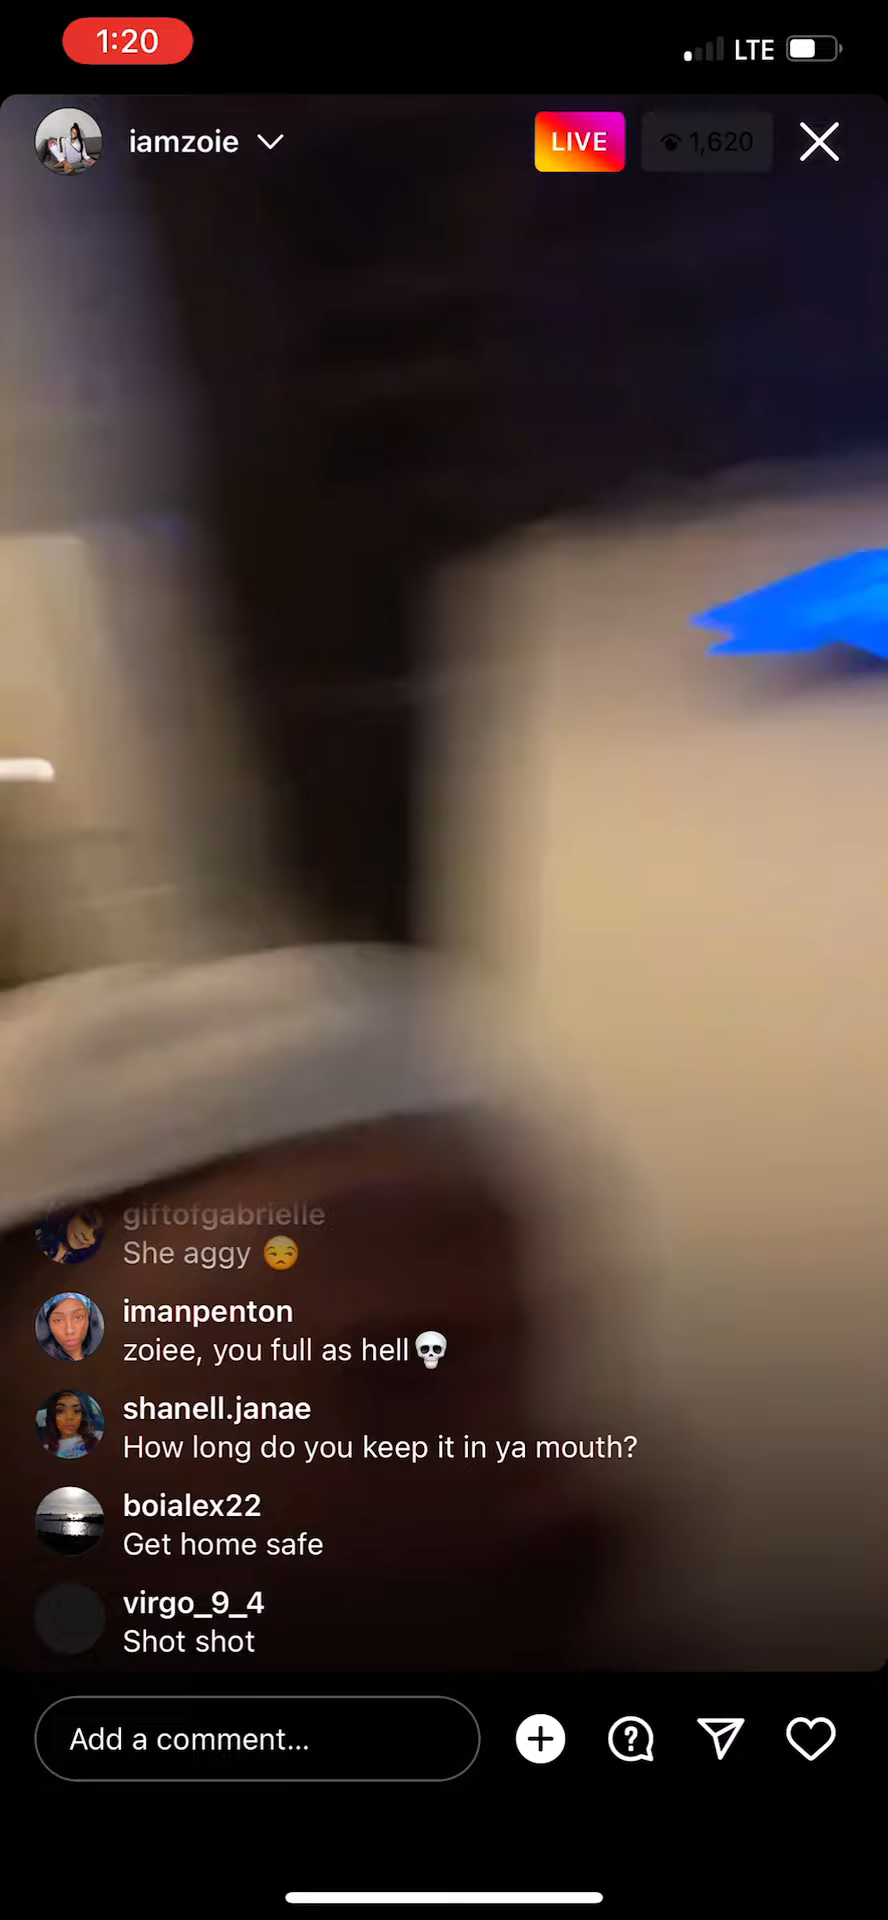 1:20
LTE
iamzoie
LIVE
1,620
giftofgabrielle
She aggy 😒
imanpenton
zoiee, you full as hell💀
shanell.janae
How long do you keep it in ya mouth?
boialex22
Get home safe
virgo_9_4
Shot shot
Add a comment...